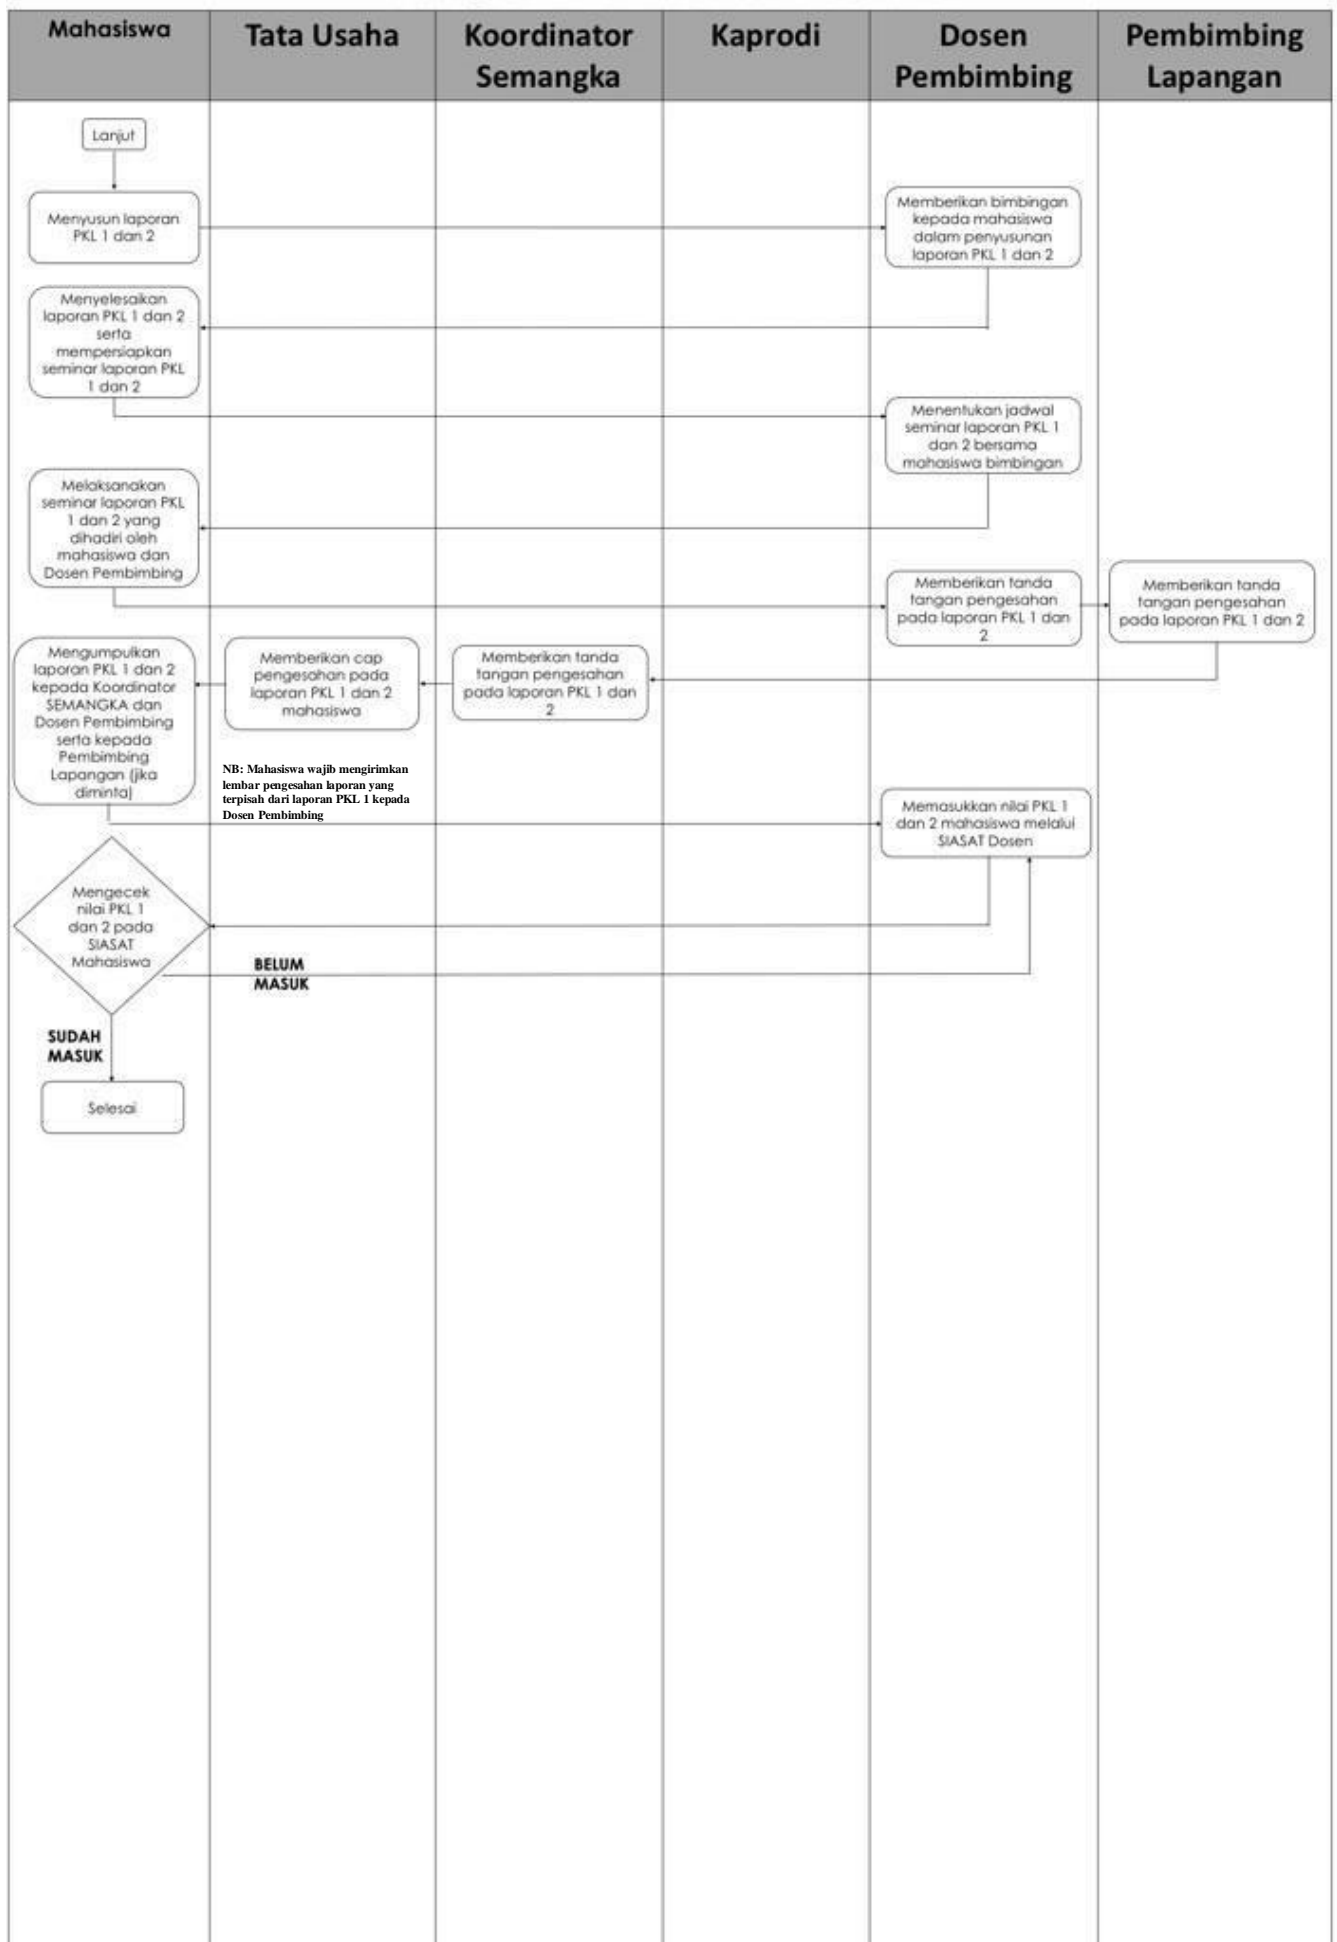 Mahasiswa
Tata Usaha
Koordinator
Semangka
Kaprodi
Dosen
Pembimbing
Pembimbing
Lapangan
Lanjut
Menyusun laporan
PKL 1 dan 2
Memberikan bimbingan
kepada mahasiswa
dalam penyusunan
laporan PKL 1 dan 2
Menyelesaikan
laporan PKL 1 dan 2
serta
mempersiapkan
seminar laporan PKL
1 dan 2
Menentukan jadwal
seminar laporan PKL 1
dan 2 bersama
mahasiswa bimbingan
Melaksanakan
seminar laporan PKL
1 dan 2 yang
dihadiri oleh
mahasiswa dan
Dosen Pembimbing
Memberikan tanda
tangan pengesahan
pada laporan PKL 1 dan
2
Memberikan tanda
tangan pengesahan
pada laporan PKL 1 dan 2
Memberikan tanda
tangan pengesahan
pada laporan PKL 1 dan
2
Memberikan cap
pengesahan pada
laporan PKL 1 dan 2
mahasiswa
Mengumpulkan
laporan PKL 1 dan 2
kepada Koordinator
SEMANGKA dan
Dosen Pembimbing
serta kepada
Pembimbing
Lapangan (jika
diminta)
NB: Mahasiswa wajib mengirimkan
lembar pengesahan laporan yang
terpisah dari laporan PKL 1 kepada
Dosen Pembimbing
Memasukkan nilai PKL 1
dan 2 mahasiswa melalui
SIASAT Dosen
Mengecek
nilai PKL 1
dan 2 pada
SIASAT
Mahasiswa
BELUM
MASUK
SUDAH
MASUK
Selesai